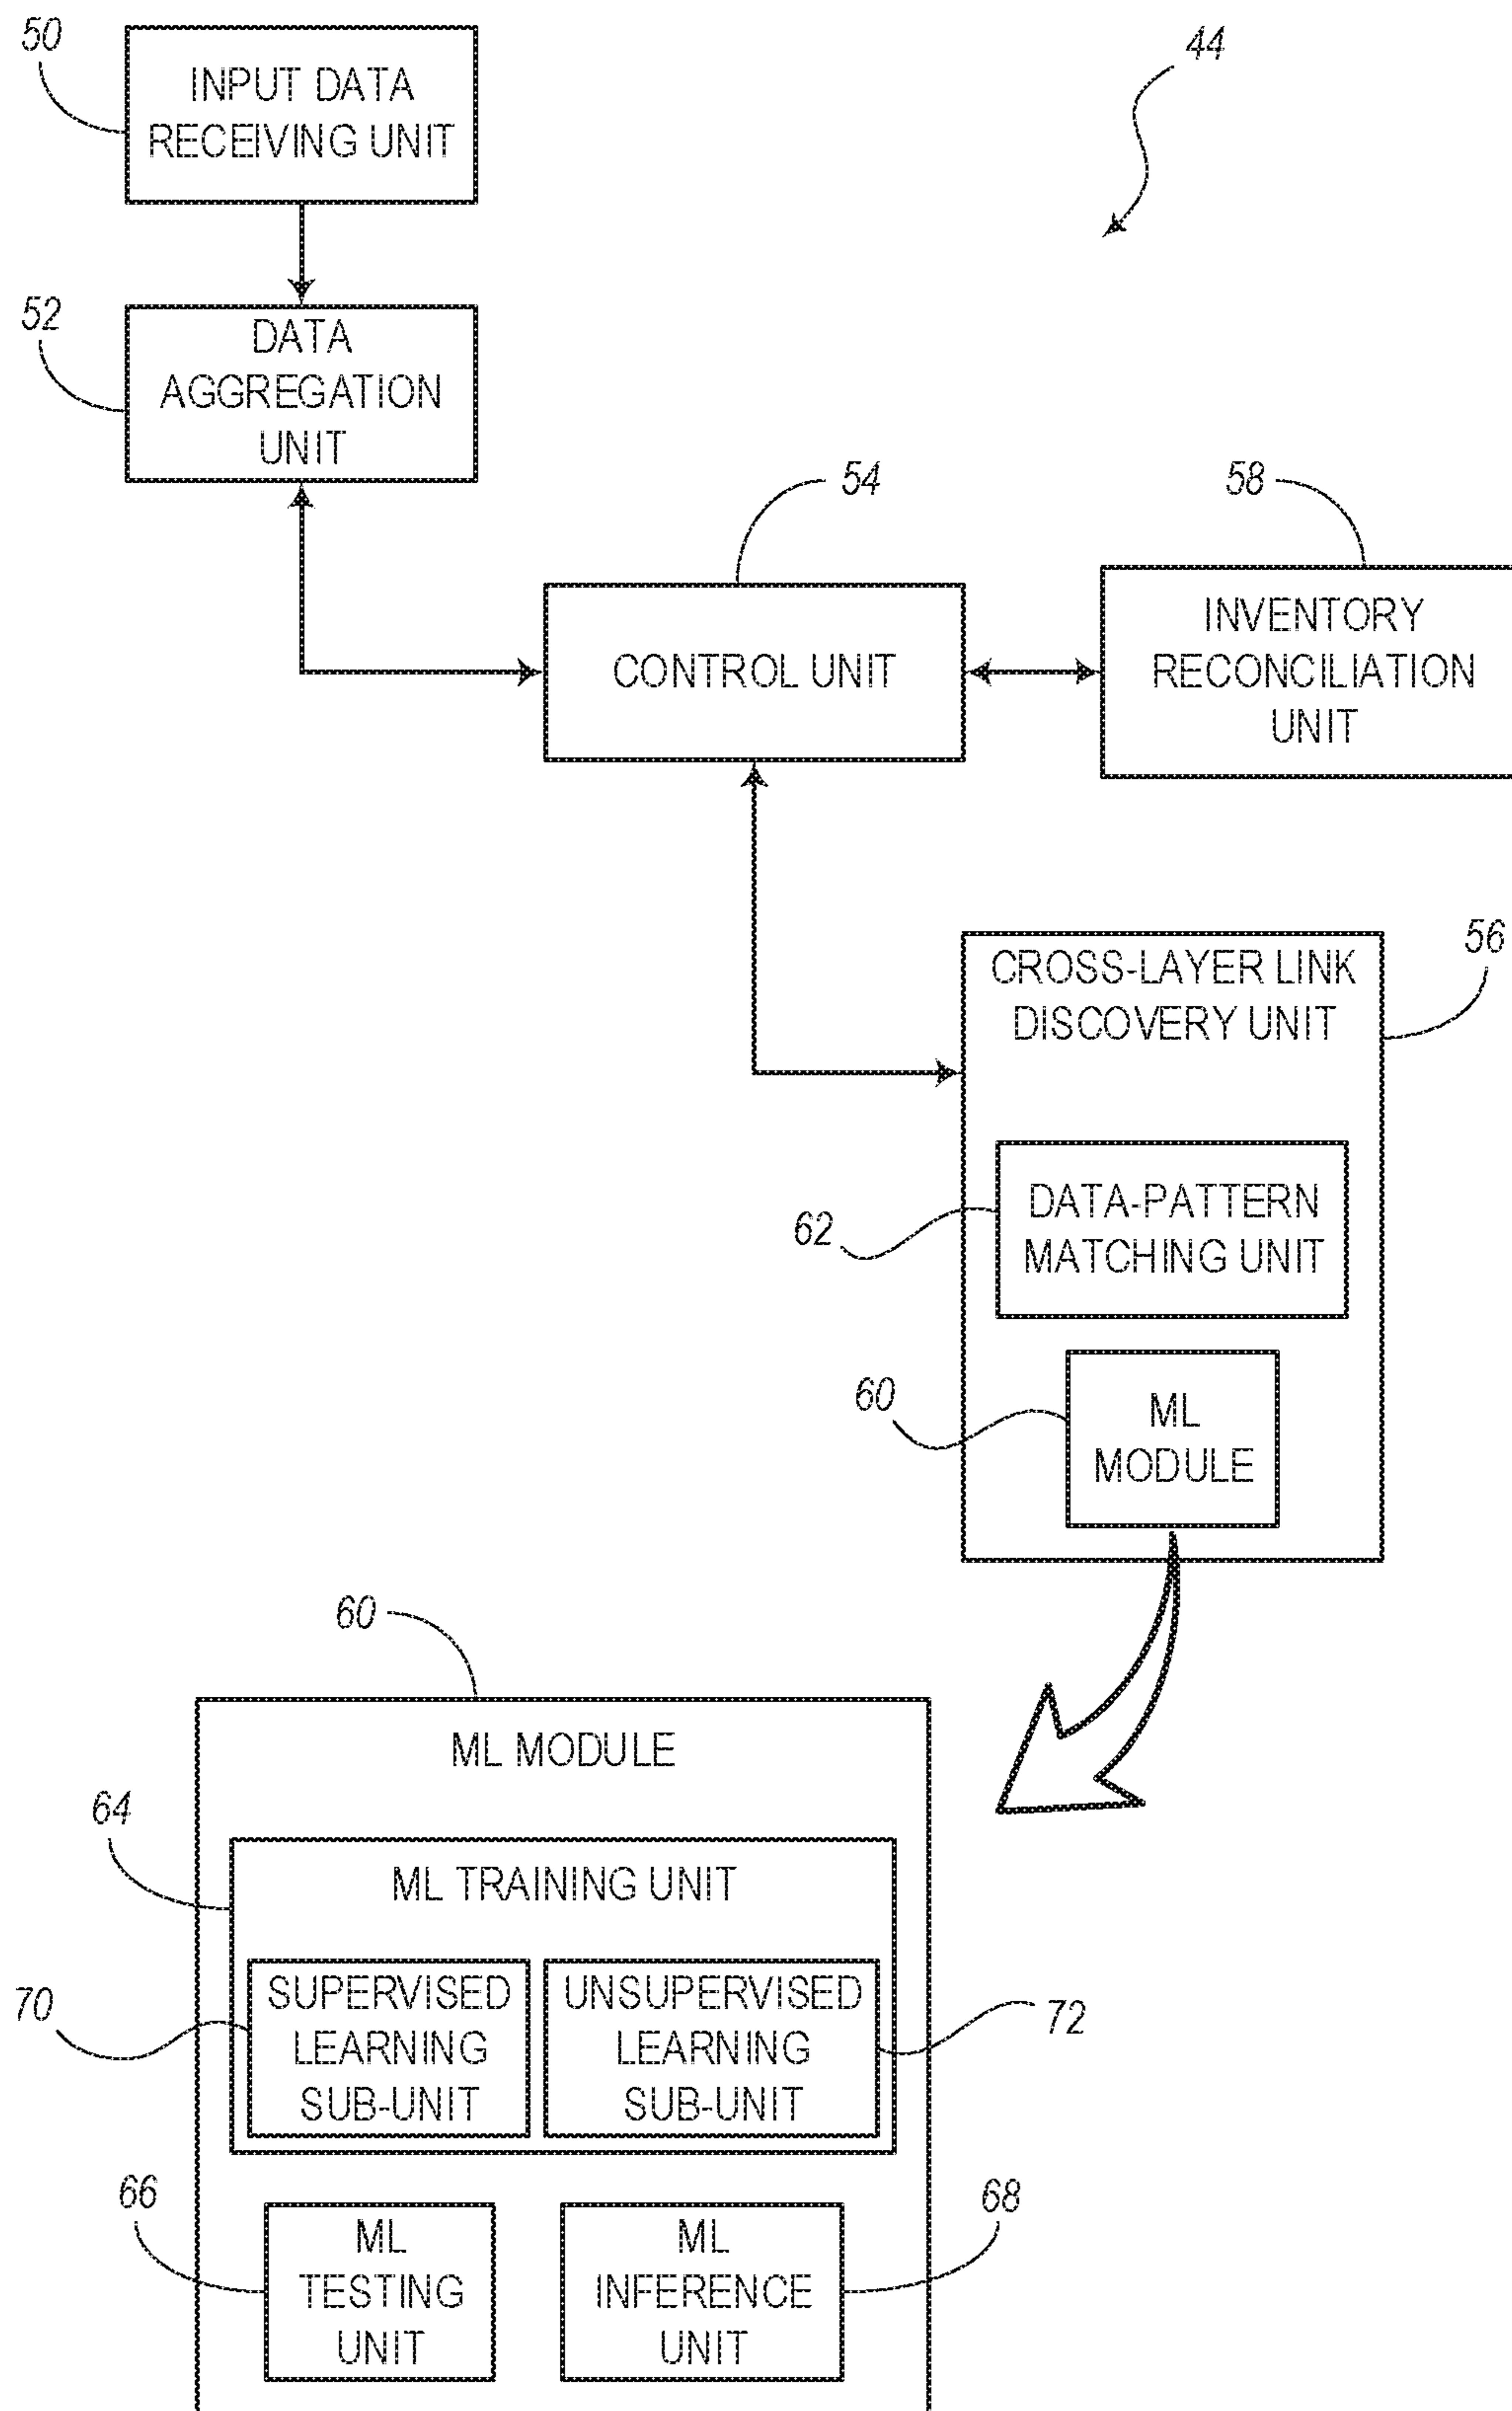 50
INPUT DATA
RECEIVING UNIT
44
52
DATA
AGGREGATION
UNIT
54
58
CONTROL UNIT
INVENTORY
RECONCILIATION
UNIT
56
CROSS-LAYER LINK
DISCOVERY UNIT
62
DATA-PATTERN
MATCHING UNIT
60
ML
MODULE
60
ML MODULE
64
ML TRAINING UNIT
70
SUPERVISED
LEARNING
SUB-UNIT
UNSUPERVISED
LEARNING
SUB-UNIT
72
66
ML
TESTING
UNIT
ML
INFERENCE
UNIT
68